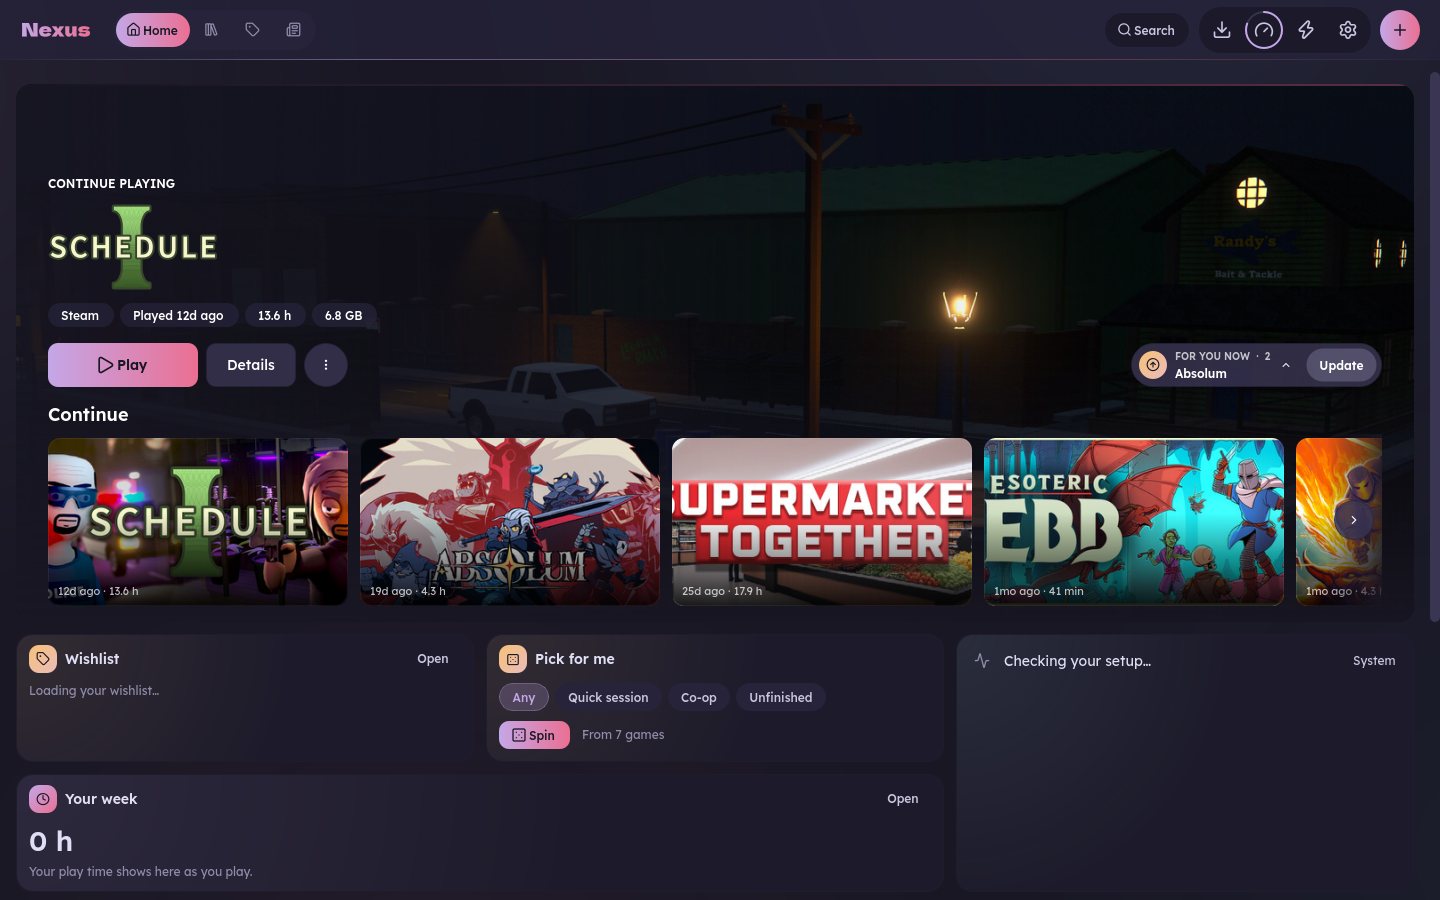 Nexus
Home
Search
CONTINUE PLAYING
SCHEDULE I
Randy's
Bait & Tackle
Steam
Played 12d ago
13.6 h
6.8 GB
Play
Details
FOR YOU NOW · 2
Absolum
Update
Continue
SCHEDULE I
12d ago · 13.6 h
ABSOLUM
19d ago · 4.3 h
SUPERMARKET
TOGETHER
25d ago · 17.9 h
ESOTERIC
EBB
1mo ago · 41 min
1mo ago · 4.3
Wishlist
Open
Loading your wishlist...
Pick for me
Any
Quick session
Co-op
Unfinished
Spin
From 7 games
Checking your setup...
System
Your week
Open
0 h
Your play time shows here as you play.